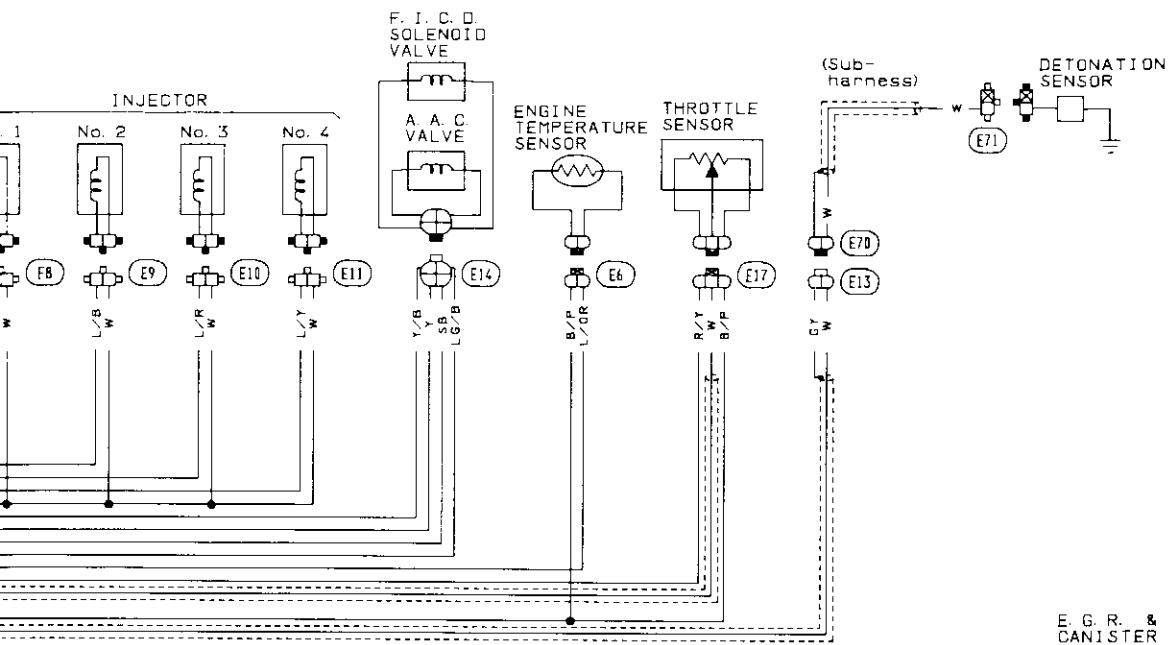 F. I. C. D.
SOLENOID
VALVE
(Sub-
harness)
DETONATION
SENSOR
INJECTOR
ENGINE
TEMPERATURE
SENSOR
THROTTLE
SENSOR
A. A. C.
VALVE
. 1
No. 2
No. 3
No. 4
W
E71
W
E70
E8
E9
E10
E11
E14
E6
E17
E13
W
L/B
W
L/R
W
L/Y
W
Y/B
Y
SB
LG/B
B/P
L/OR
R/Y
W
B/P
GY
W
E. G. R. &
CANISTER